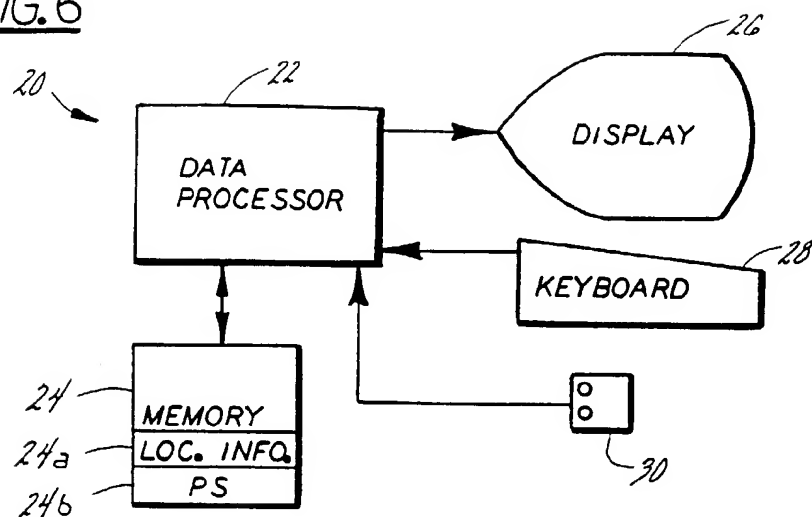 FIG. 6
20
22
26
DATA
PROCESSOR
DISPLAY
28
KEYBOARD
24
MEMORY
24a
LOC. INFO.
24b
PS
30